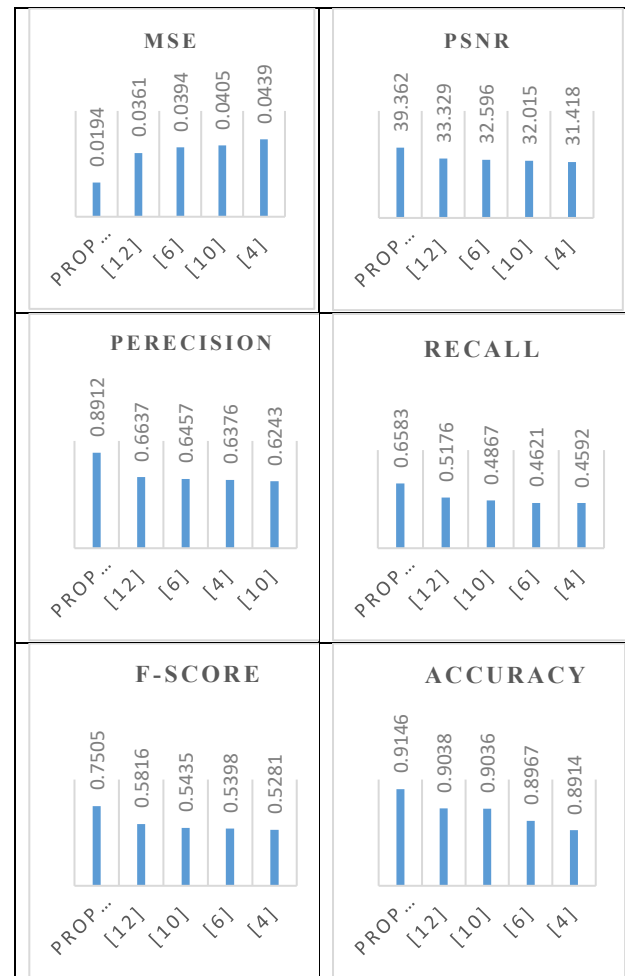 MSE
0.0194 0.0361 0.0394 0.0405 0.0439
PROP... [12] [6] [10] [4]
PSNR
39.362 33.329 32.596 32.015 31.418
PROP... [12] [6] [10] [4]
PERECISION
0.8912 0.6637 0.6457 0.6376 0.6243
PROP... [12] [6] [4] [10]
RECALL
0.6583 0.5176 0.4867 0.4621 0.4592
PROP... [12] [10] [6] [4]
F-SCORE
0.7505 0.5816 0.5435 0.5398 0.5281
PROP... [12] [10] [6] [4]
ACCURACY
0.9146 0.9038 0.9036 0.8967 0.8914
PROP... [12] [10] [6] [4]